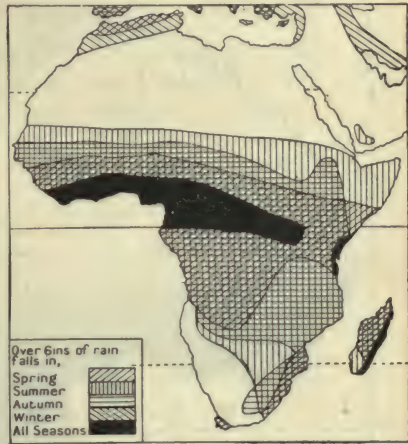 Over 6ins of rain
falls in,
Spring
Summer
Autumn
Winter
All Seasons